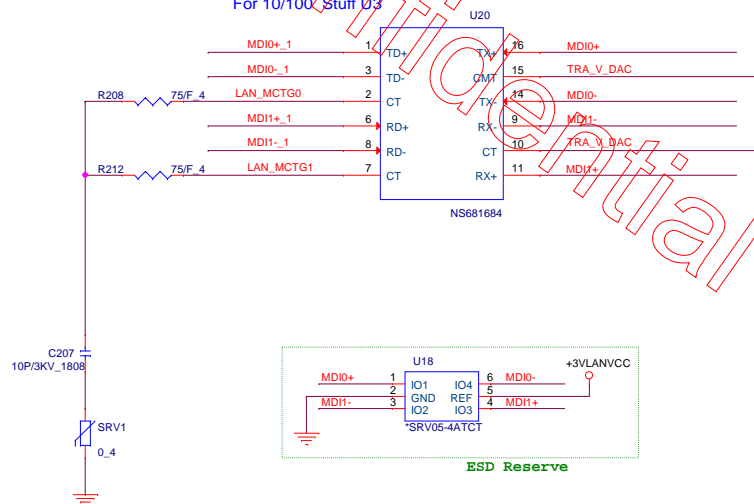 For 10/100 Stuff U3
U20
MDI0+_1 1 TD+ TX+ 16 MDI0+
MDI0-_1 3 TD- CMT 15 TRA_V_DAC
R208 75/F_4 LAN_MCTG0 2 CT TX- 14 MDI0-
MDI1+_1 6 RD+ RX- 9 MDI1-
MDI1-_1 8 RD- CT 10 TRA_V_DAC
R212 75/F_4 LAN_MCTG1 7 CT RX+ 11 MDI1+
NS681684
C207
10P/3KV_1808
SRV1
0_4
U18
+3VLANVCC
MDI0+ 1 IO1 IO4 6 MDI0-
2 GND REF 5
MDI1- 3 IO2 IO3 4 MDI1+
*SRV05-4ATCT
ESD Reserve